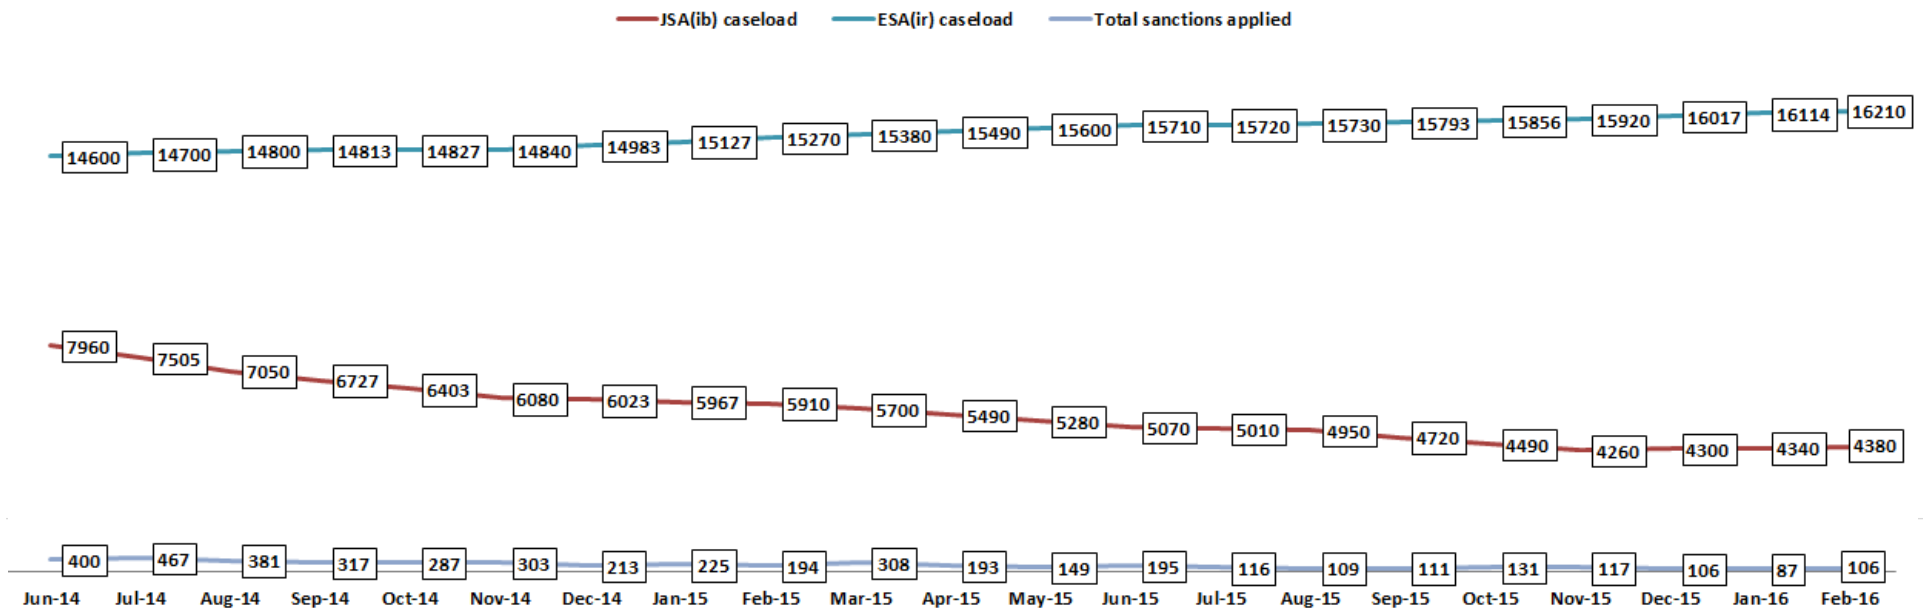 JSA(ib) caseload ESA(ir) caseload Total sanctions applied
14600 14700 14800 14813 14827 14840 14983 15127 15270 15380 15490 15600 15710 15720 15730 15793 15856 15920 16017 16114 16210
7960 7505 7050 6727 6403 6080 6023 5967 5910 5700 5490 5280 5070 5010 4950 4720 4490 4260 4300 4340 4380
400 467 381 317 287 303 213 225 194 308 193 149 195 116 109 111 131 117 106 87 106
Jun-14 Jul-14 Aug-14 Sep-14 Oct-14 Nov-14 Dec-14 Jan-15 Feb-15 Mar-15 Apr-15 May-15 Jun-15 Jul-15 Aug-15 Sep-15 Oct-15 Nov-15 Dec-15 Jan-16 Feb-16